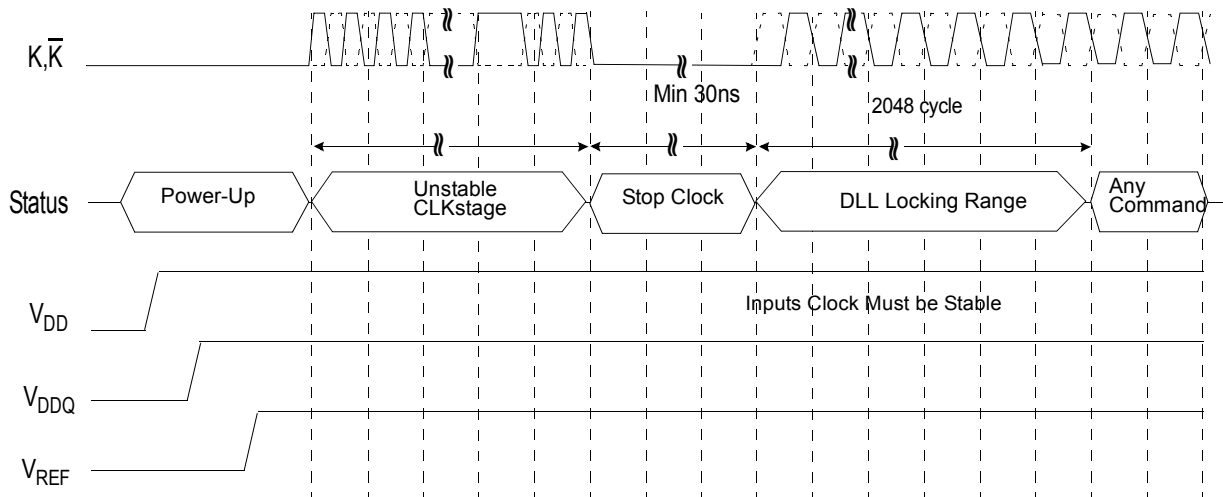 K,K̅
Min 30ns
2048 cycle
Status
Power-Up
Unstable
CLKstage
Stop Clock
DLL Locking Range
Any
Command
Inputs Clock Must be Stable
VDD
VDDQ
VREF